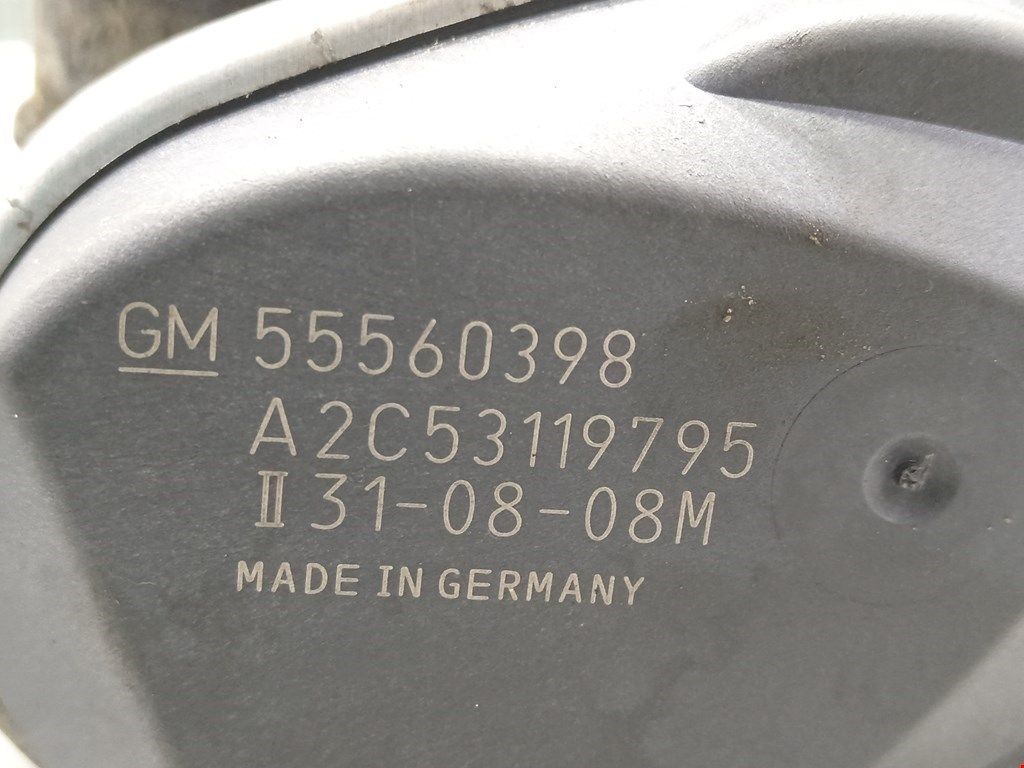 GM 55560398
A2C53119795
II 31-08-08M
MADE IN GERMANY